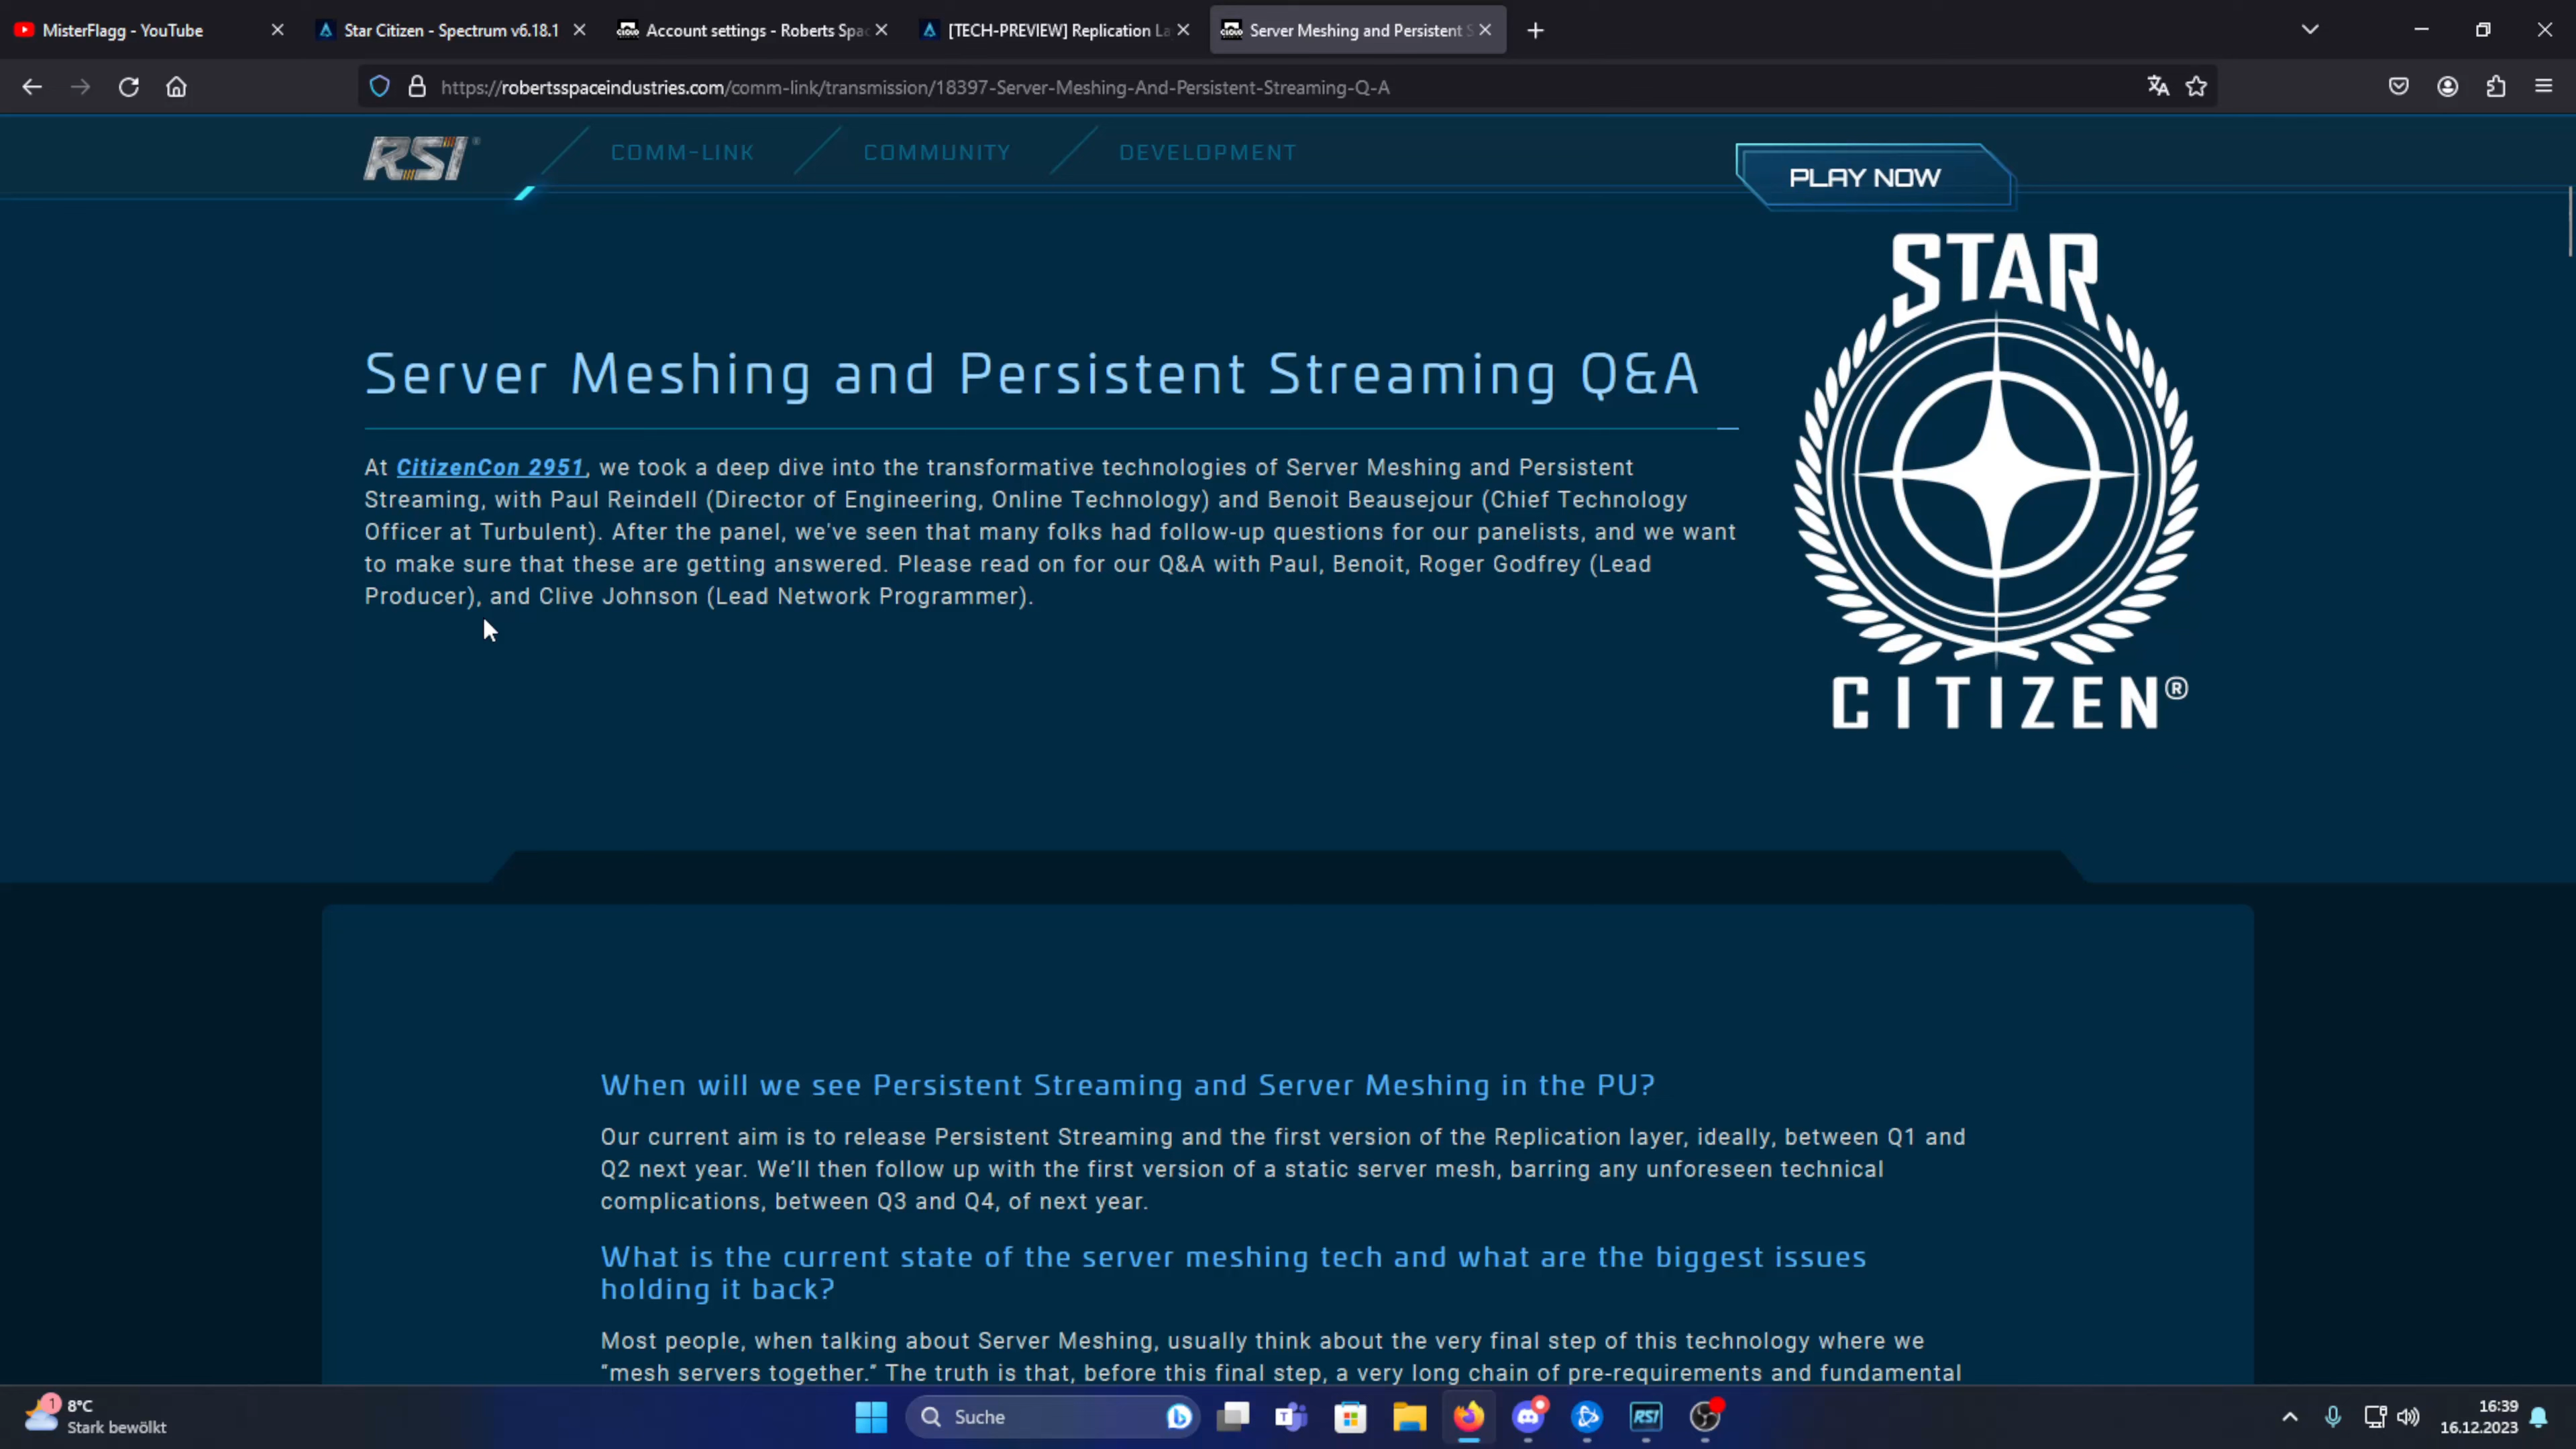 MisterFlagg - YouTube
Star Citizen - Spectrum v6.18.1
Account settings - Roberts Spac
[TECH-PREVIEW] Replication La
Server Meshing and Persistent S
https://robertsspaceindustries.com/comm-link/transmission/18397-Server-Meshing-And-Persistent-Streaming-Q-A
RSI
COMM-LINK
COMMUNITY
DEVELOPMENT
PLAY NOW
STAR
CITIZEN®
Server Meshing and Persistent Streaming Q&A
At CitizenCon 2951, we took a deep dive into the transformative technologies of Server Meshing and Persistent
Streaming, with Paul Reindell (Director of Engineering, Online Technology) and Benoit Beausejour (Chief Technology
Officer at Turbulent). After the panel, we've seen that many folks had follow-up questions for our panelists, and we want
to make sure that these are getting answered. Please read on for our Q&A with Paul, Benoit, Roger Godfrey (Lead
Producer), and Clive Johnson (Lead Network Programmer).
When will we see Persistent Streaming and Server Meshing in the PU?
Our current aim is to release Persistent Streaming and the first version of the Replication layer, ideally, between Q1 and
Q2 next year. We'll then follow up with the first version of a static server mesh, barring any unforeseen technical
complications, between Q3 and Q4, of next year.
What is the current state of the server meshing tech and what are the biggest issues
holding it back?
Most people, when talking about Server Meshing, usually think about the very final step of this technology where we
"mesh servers together." The truth is that, before this final step, a very long chain of pre-requirements and fundamental
1
8°C
Stark bewölkt
Suche
RSI
16:39
16.12.2023